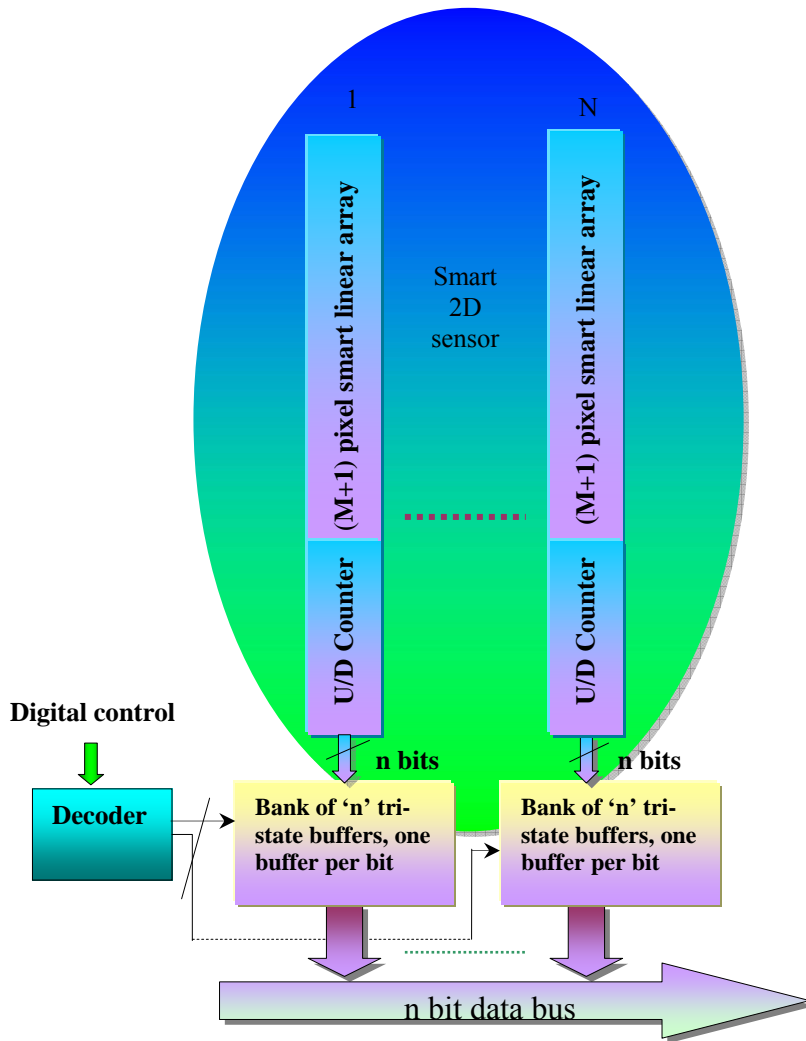 1
N
(M+1) pixel smart linear array
Smart
2D
sensor
(M+1) pixel smart linear array
U/D Counter
U/D Counter
Digital control
n bits
n bits
Decoder
Bank of ‘n’ tri-
state buffers, one
buffer per bit
Bank of ‘n’ tri-
state buffers, one
buffer per bit
n bit data bus